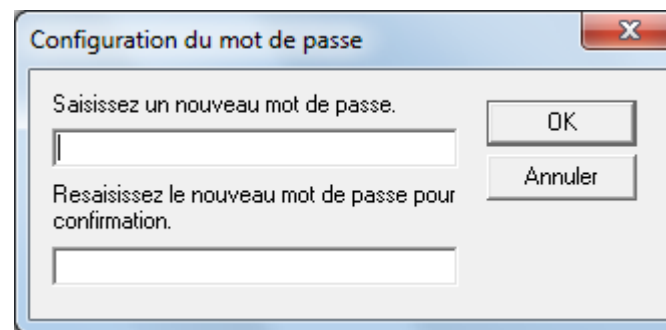 Configuration du mot de passe
Saisissez un nouveau mot de passe.
OK
Annuler
Resaisissez le nouveau mot de passe pour
confirmation.